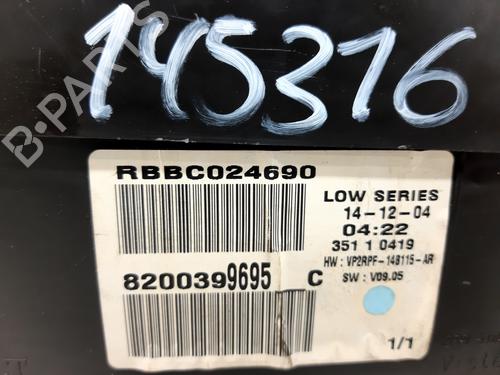 145316
B-PARTS
RBBC024690
LOW SERIES
14-12-04
04:22
351 1 0419
HW : VP2RPF-14B115-AR
SW : V09.05
8200399695 C
1/1